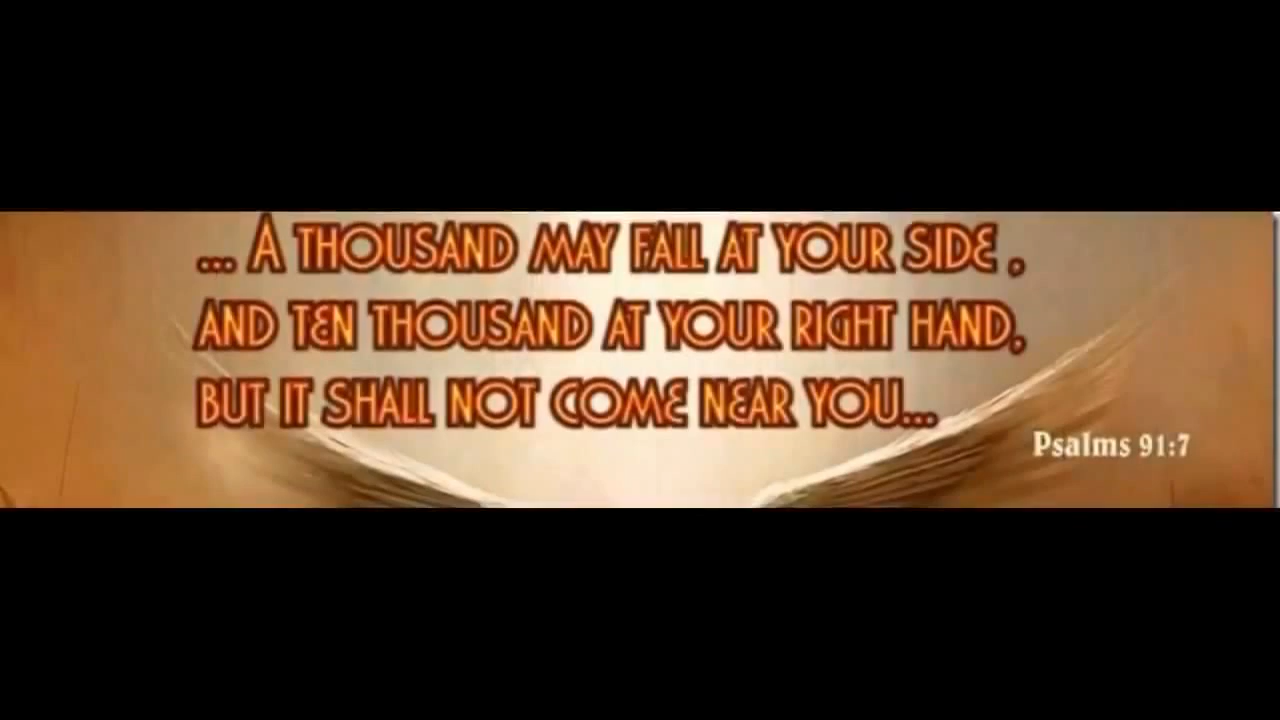 ... A THOUSAND MAY FALL AT YOUR SIDE ,
AND TEN THOUSAND AT YOUR RIGHT HAND,
BUT IT SHALL NOT COME NEAR YOU...
Psalms 91:7